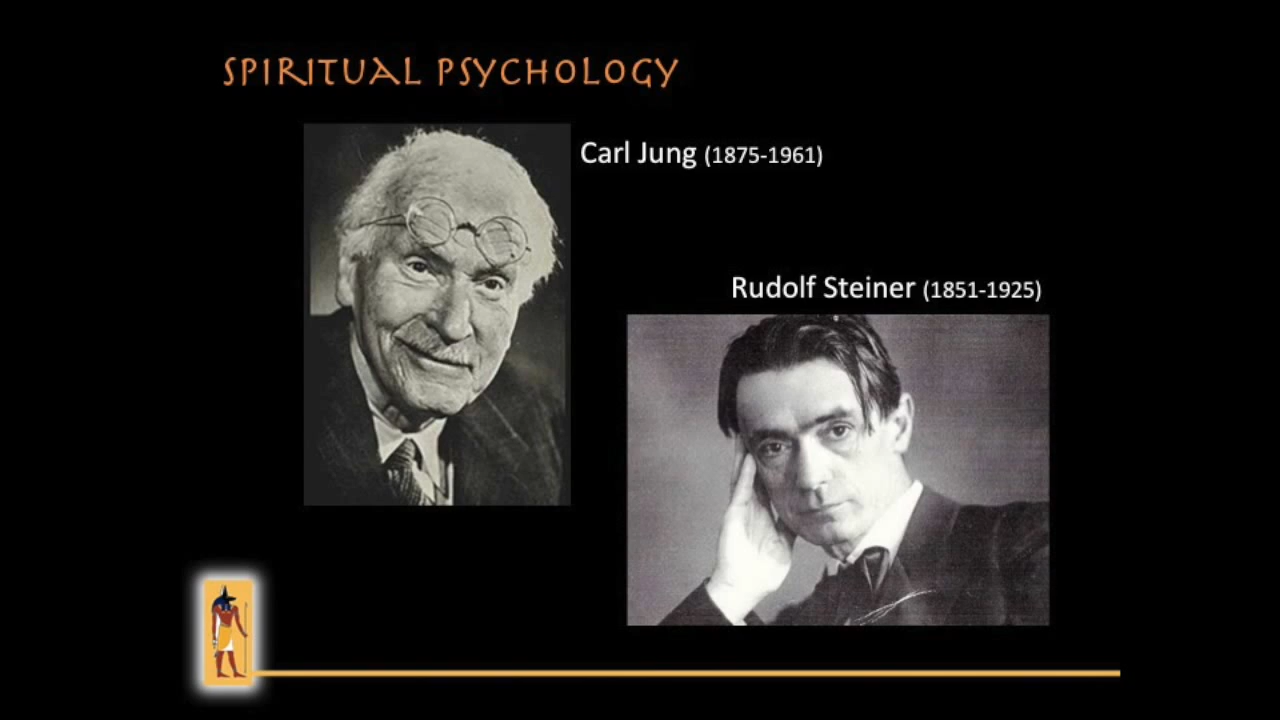 SPIRITUAL PSYCHOLOGY
Carl Jung (1875-1961)
Rudolf Steiner (1851-1925)